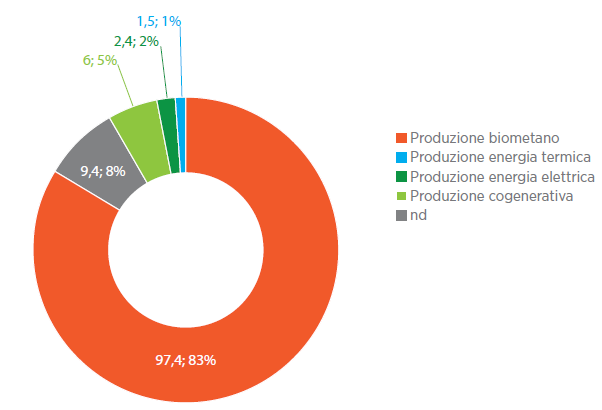 1,5; 1%
2,4; 2%
6; 5%
9,4; 8%
97,4; 83%
Produzione biometano
Produzione energia termica
Produzione energia elettrica
Produzione cogenerativa
nd